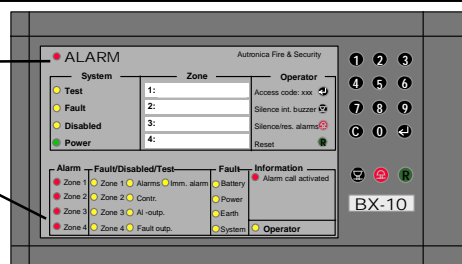 ALARM
Autronica Fire & Security
System
Zone
Operator
Test
Fault
Disabled
Power
1:
2:
3:
4:
Access code: xxx
Silence int. buzzer
Silence/res. alarms
Reset R
Alarm
Fault/Disabled/Test
Fault
Information
Zone 1 Zone 1 Alarms Imm. alarm Battery Alarm call activated
Zone 2 Zone 2 Contr. Power
Zone 3 Zone 3 Al -outp. Earth
Zone 4 Zone 4 Fault outp. System Operator
1 2 3
4 5 6
7 8 9
C 0
R
BX-10